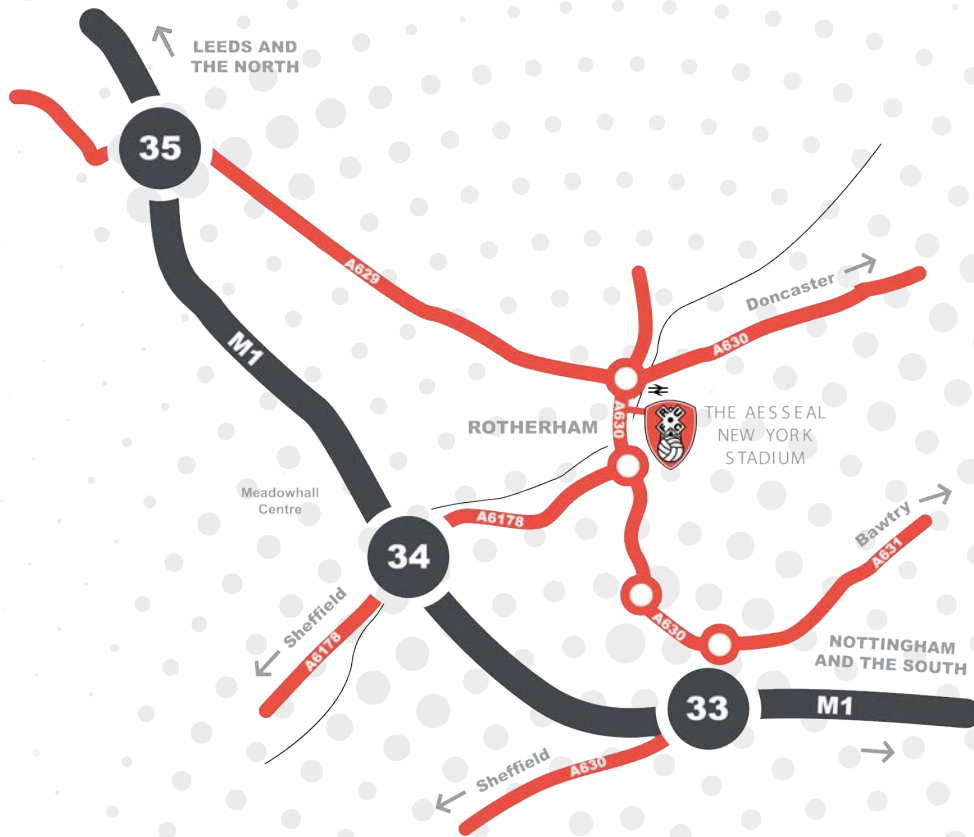 LEEDS AND
THE NORTH
35
A629
M1
Doncaster
A630
A630
ROTHERHAM
THE AESSEAL
NEW YORK
STADIUM
Meadowhall
Centre
A6178
34
Bawtry
A631
Sheffield
A6178
A630
NOTTINGHAM
AND THE SOUTH
33
M1
Sheffield
A630